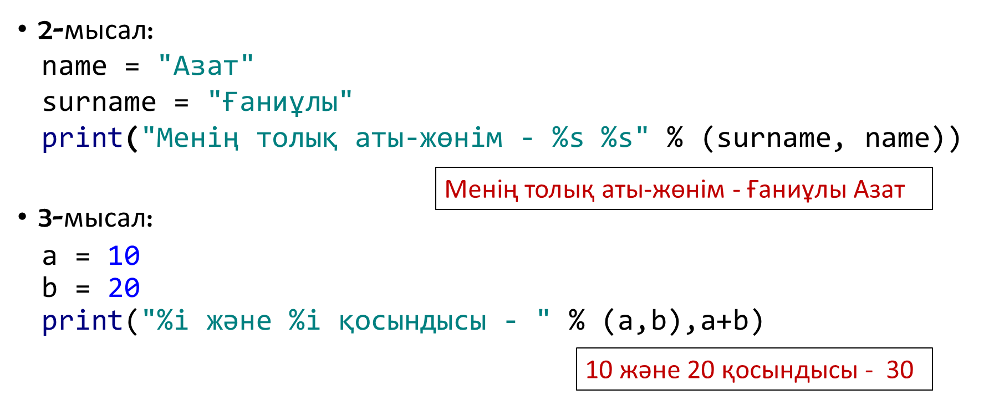 • 2-мысал:
name = "Азат"
surname = "Ғаниұлы"
print("Менің толық аты-жөнім - %s %s" % (surname, name))
Менің толық аты-жөнім - Ғаниұлы Азат
• 3-мысал:
a = 10
b = 20
print("%i және %i қосындысы - " % (a,b),a+b)
10 және 20 қосындысы -  30